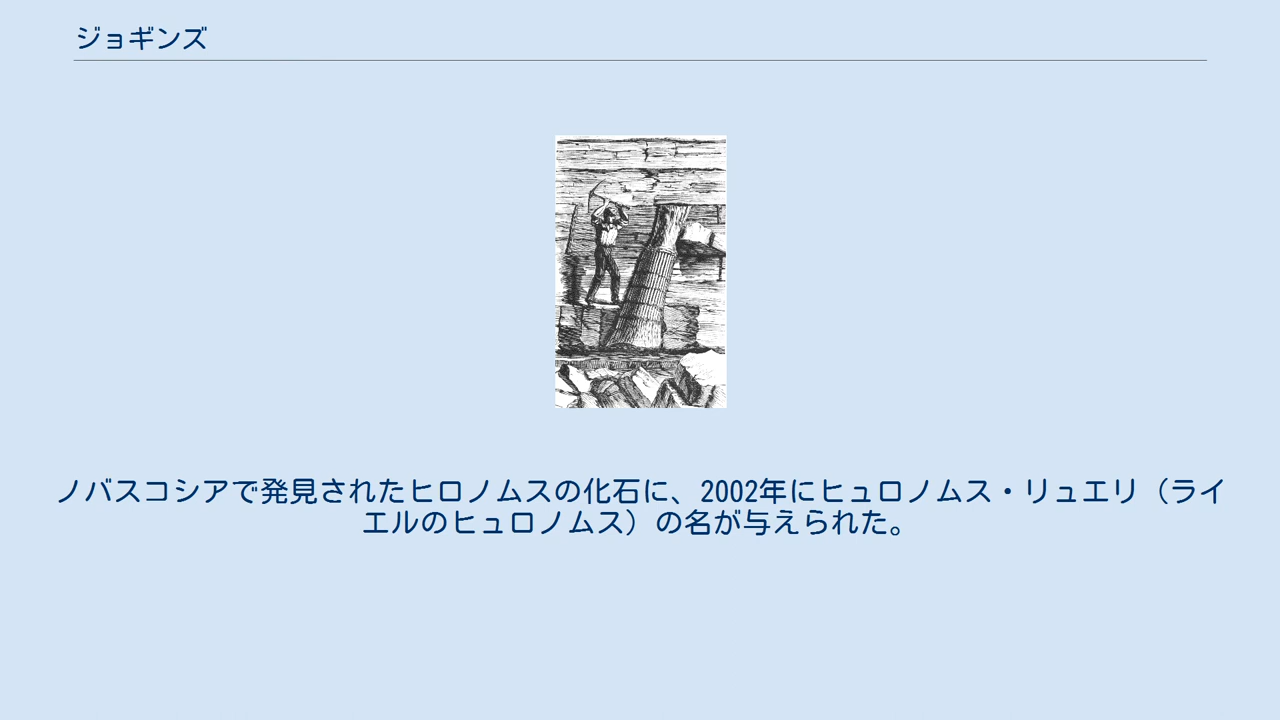 ジョギンズ
ノバスコシアで発見されたヒロノムスの化石に、2002年にヒュロノムス・リュエリ（ライ
エルのヒュロノムス）の名が与えられた。